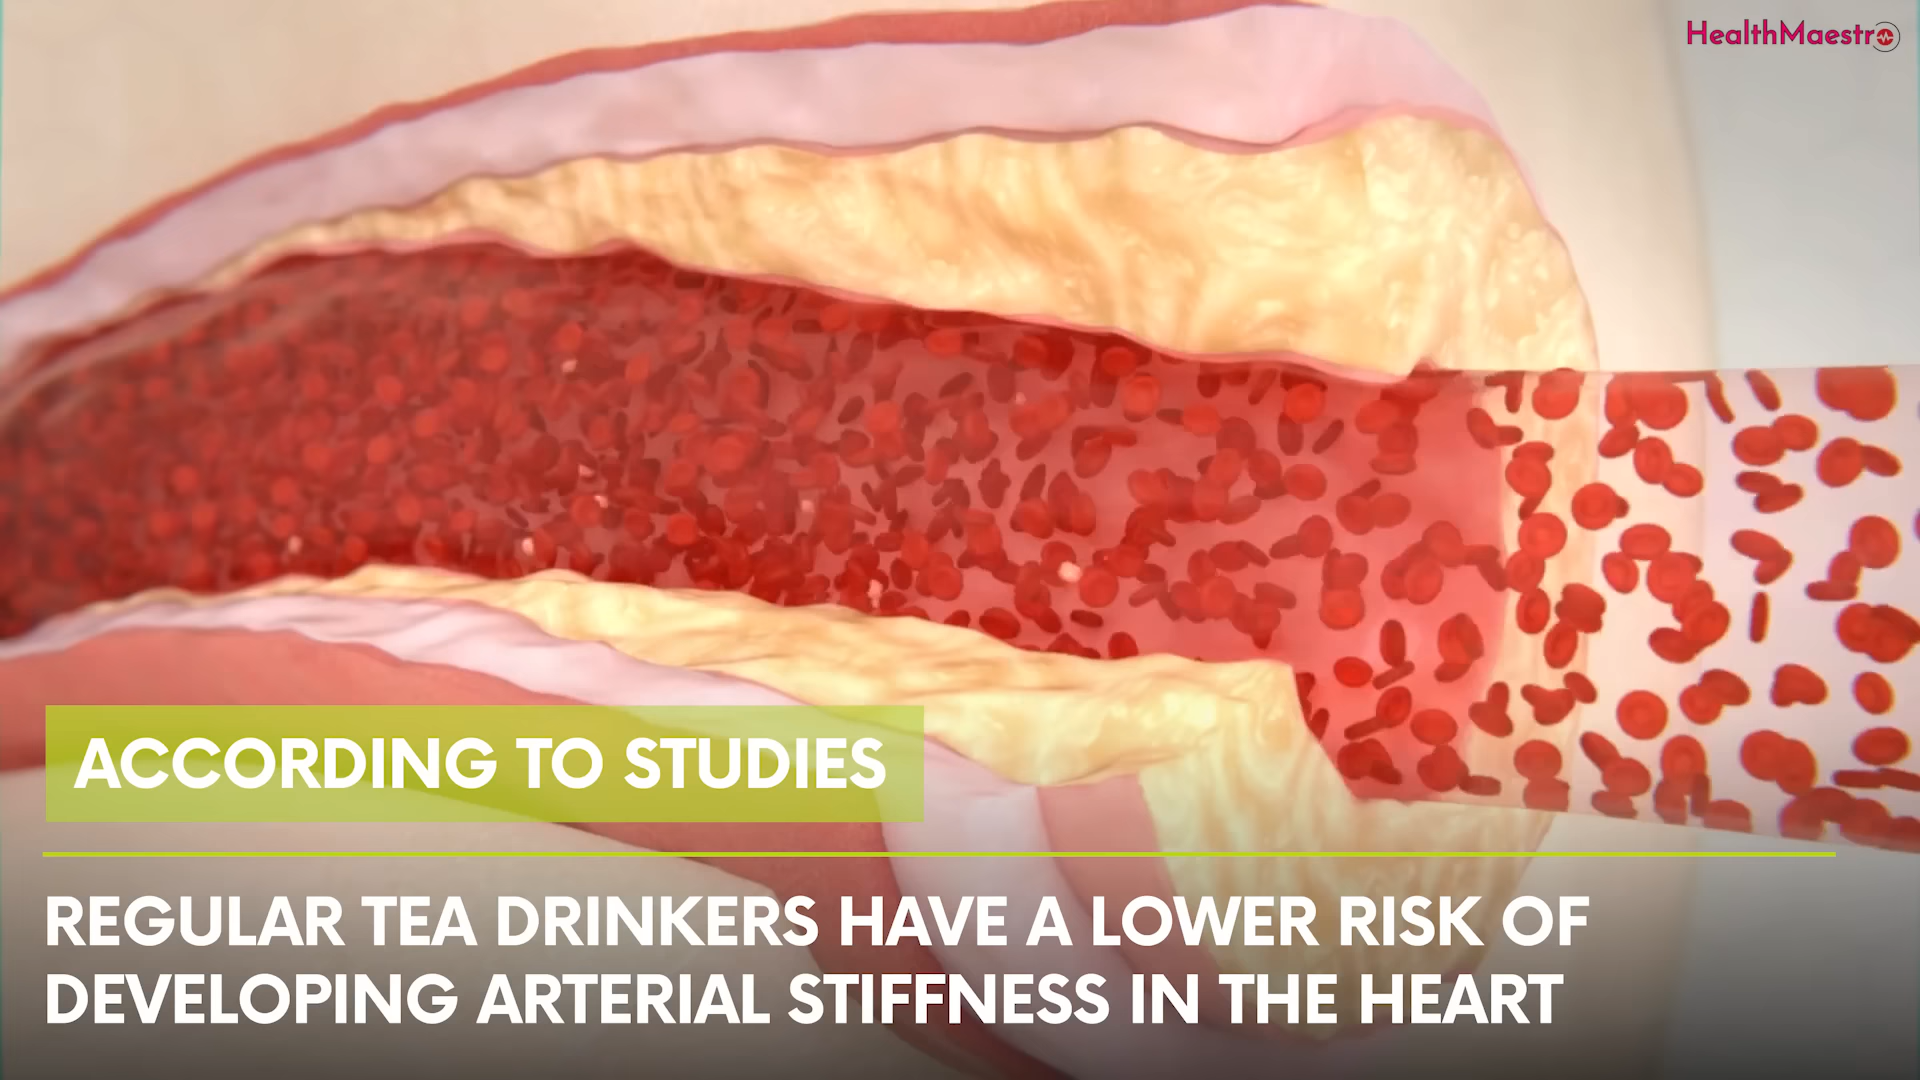 HealthMaestro
ACCORDING TO STUDIES
REGULAR TEA DRINKERS HAVE A LOWER RISK OF
DEVELOPING ARTERIAL STIFFNESS IN THE HEART